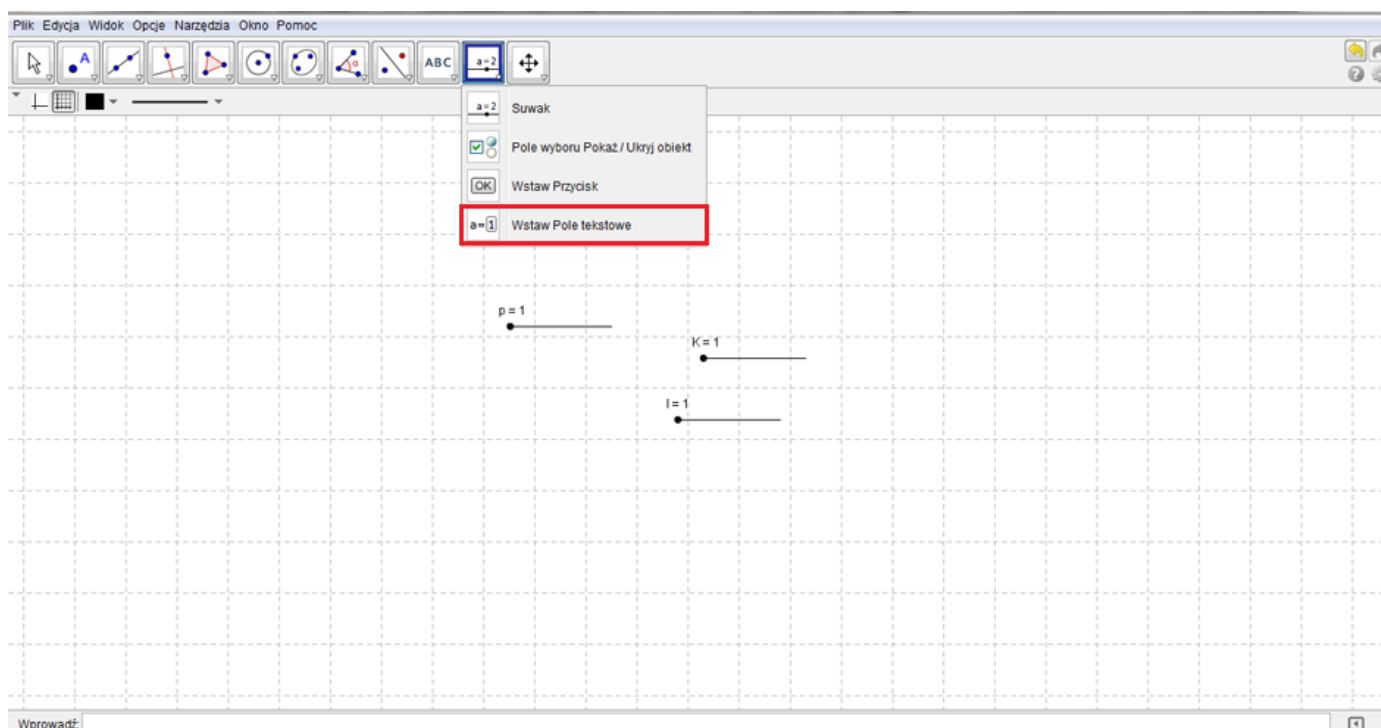 Plik Edycja Widok Opcje Narzędzia Okno Pomoc
A α ABC a=2
a=2 Suwak
Pole wyboru Pokaż / Ukryj obiekt
OK Wstaw Przycisk
a=1 Wstaw Pole tekstowe
p = 1
K = 1
l = 1
Wprowadź: